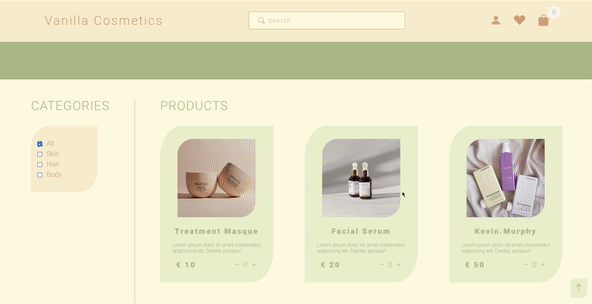 Vanilla Cosmetics
Search
0
CATEGORIES
PRODUCTS
All
Skin
Hair
Body
Treatment Masque
Facial Serum
Kevin.Murphy
Lorem ipsum dolor sit amet consectetur
adipisicing elit. Debitis, pariatur!
Lorem ipsum dolor sit amet consectetur
adipisicing elit. Debitis, pariatur!
Lorem ipsum dolor sit amet consectetur
adipisicing elit. Debitis, pariatur!
€ 10
- 0 +
€ 20
- 0 +
€ 50
- 0 +